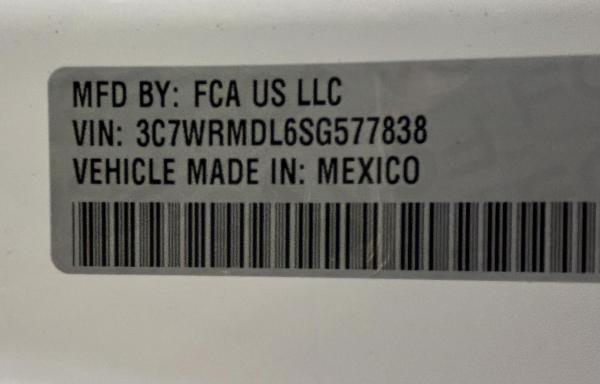 MFD BY: FCA US LLC
VIN: 3C7WRMDL6SG577838
VEHICLE MADE IN: MEXICO